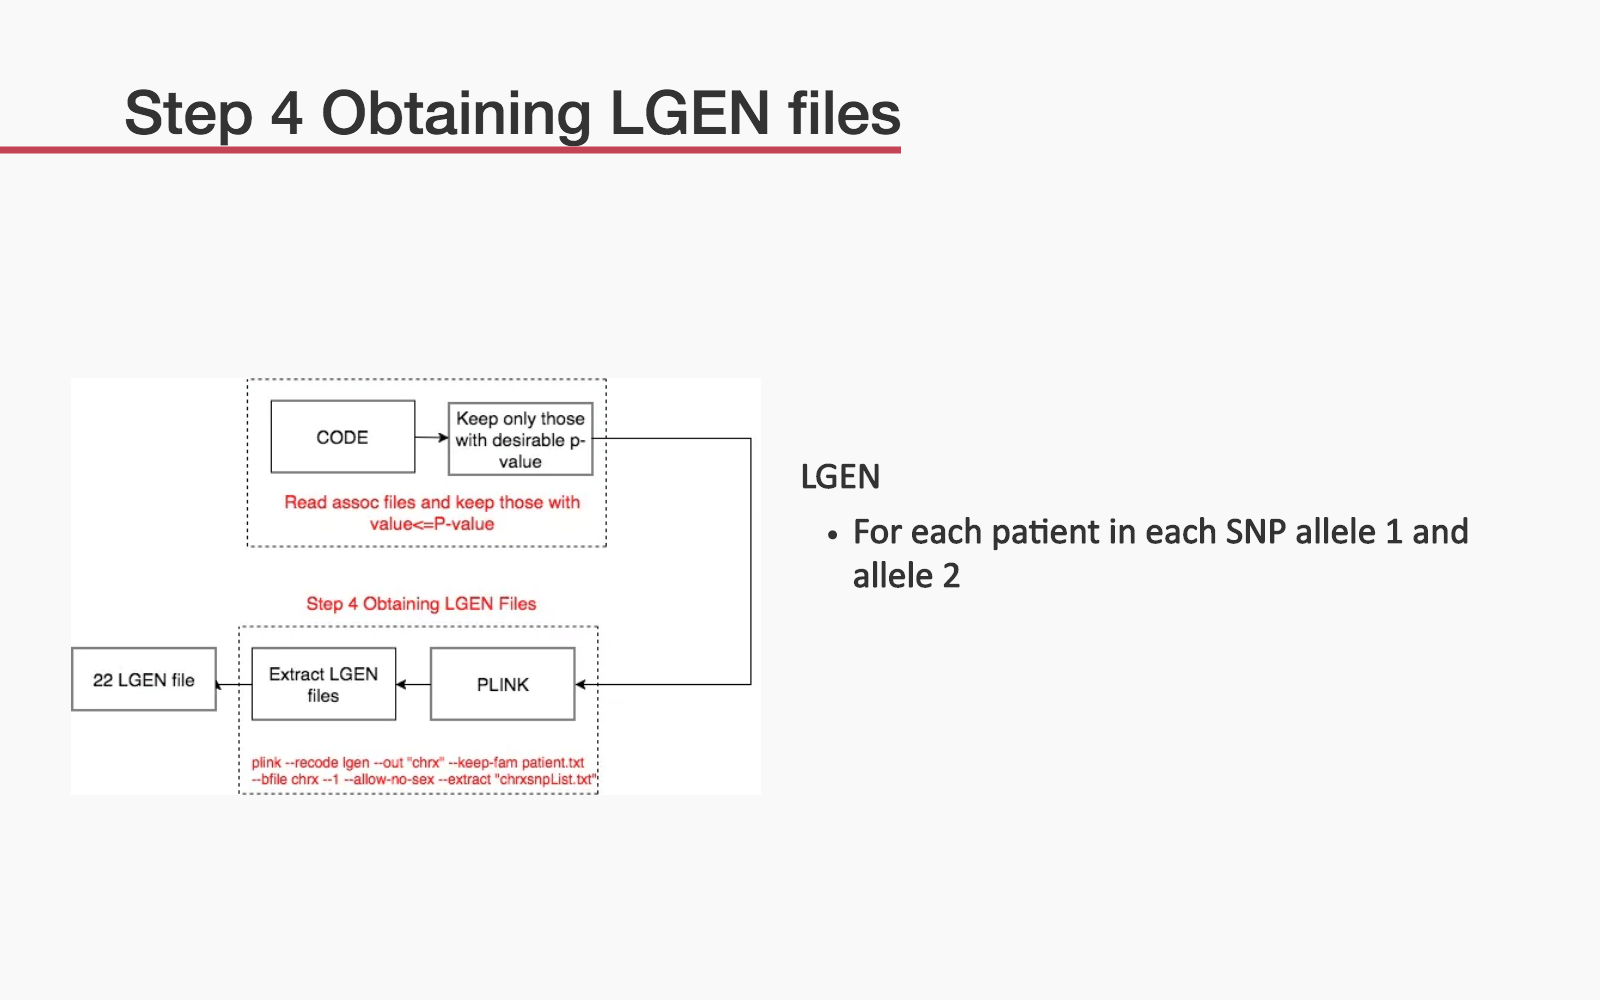 Step 4 Obtaining LGEN files
CODE
Keep only those
with desirable p-
value
Read assoc files and keep those with
value<=P-value
Step 4 Obtaining LGEN Files
22 LGEN file
Extract LGEN
files
PLINK
plink --recode lgen --out "chrx" --keep-fam patient.txt
--bfile chrx --1 --allow-no-sex --extract "chrxsnpList.txt"
LGEN
• For each patient in each SNP allele 1 and
allele 2